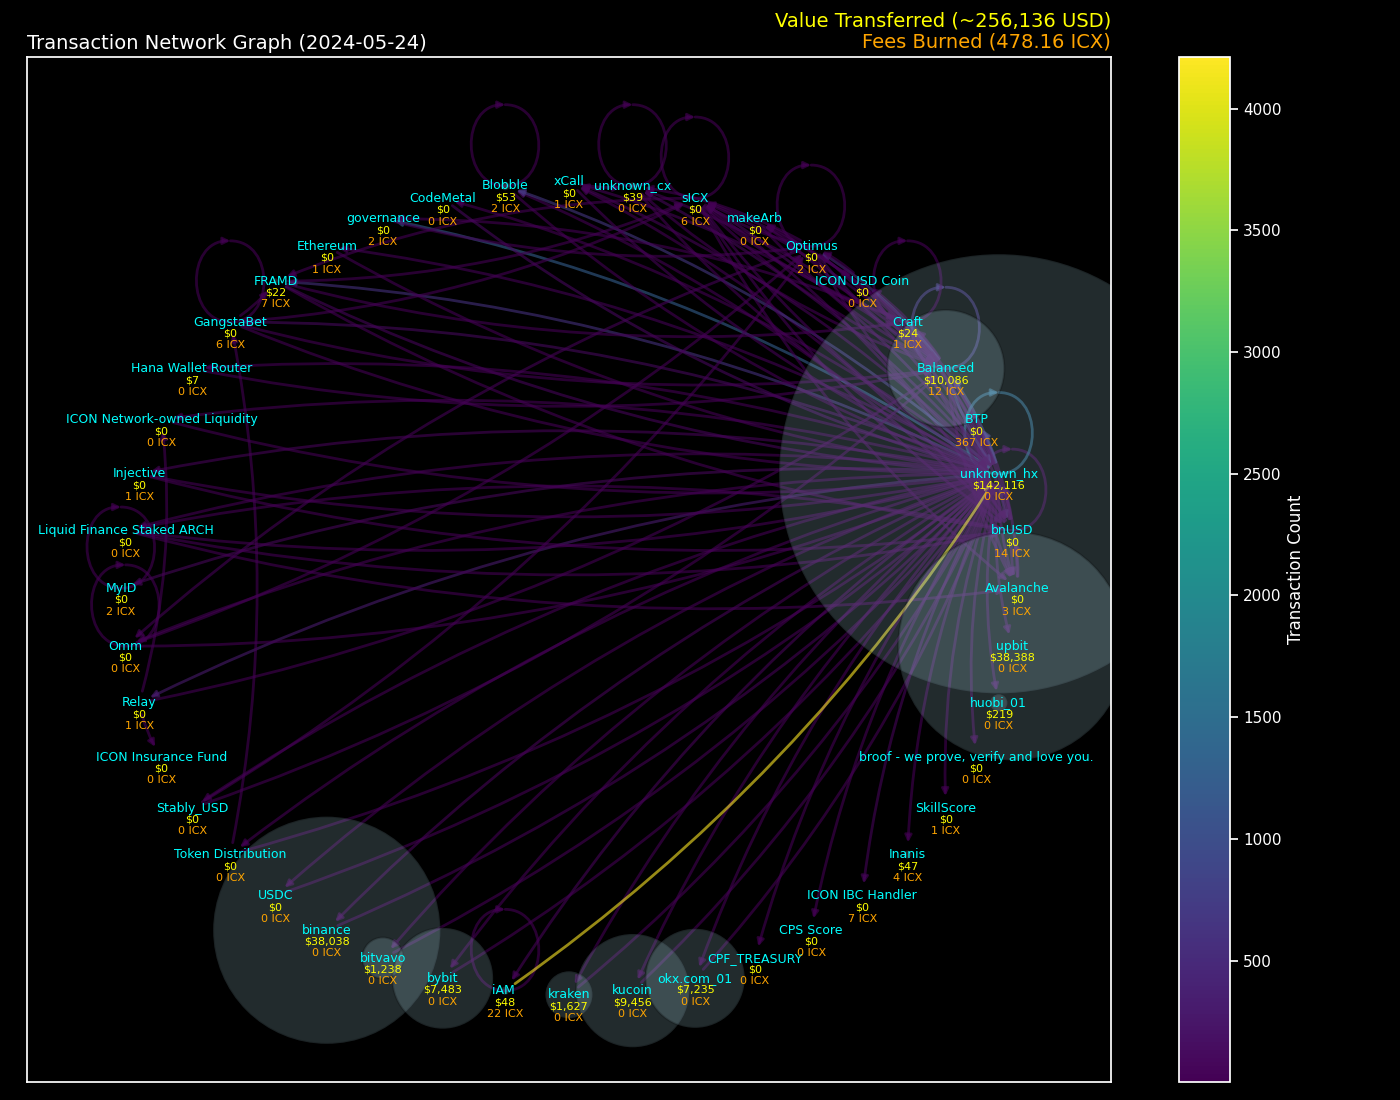 Value Transferred (~256,136 USD)
Transaction Network Graph (2024-05-24)
Fees Burned (478.16 ICX)
Blobble
$53
2 ICX
xCall
$0
1 ICX
unknown_cx
$39
0 ICX
sICX
$0
6 ICX
CodeMetal
$0
0 ICX
makeArb
$0
0 ICX
governance
$0
2 ICX
Optimus
$0
2 ICX
Ethereum
$0
1 ICX
ICON USD Coin
$0
0 ICX
FRAMD
$22
7 ICX
Craft
$24
1 ICX
GangstaBet
$0
6 ICX
Balanced
$10,086
12 ICX
Hana Wallet Router
$7
0 ICX
BTP
$0
367 ICX
ICON Network-owned Liquidity
$0
0 ICX
unknown_hx
$142,116
0 ICX
Injective
$0
1 ICX
bnUSD
$0
14 ICX
Liquid Finance Staked ARCH
$0
0 ICX
Avalanche
$0
3 ICX
MyID
$0
2 ICX
upbit
$38,388
0 ICX
Omm
$0
0 ICX
huobi_01
$219
0 ICX
Relay
$0
1 ICX
broof - we prove, verify and love you.
$0
0 ICX
ICON Insurance Fund
$0
0 ICX
SkillScore
$0
1 ICX
Stably_USD
$0
0 ICX
Inanis
$47
4 ICX
Token Distribution
$0
0 ICX
ICON IBC Handler
$0
7 ICX
USDC
$0
0 ICX
CPS Score
$0
0 ICX
binance
$38,038
0 ICX
CPF_TREASURY
$0
0 ICX
bitvavo
$1,238
0 ICX
okx.com_01
$7,235
0 ICX
bybit
$7,483
0 ICX
kucoin
$9,456
0 ICX
iAM
$48
22 ICX
kraken
$1,627
0 ICX
4000
3500
3000
2500
2000
1500
1000
500
Transaction Count